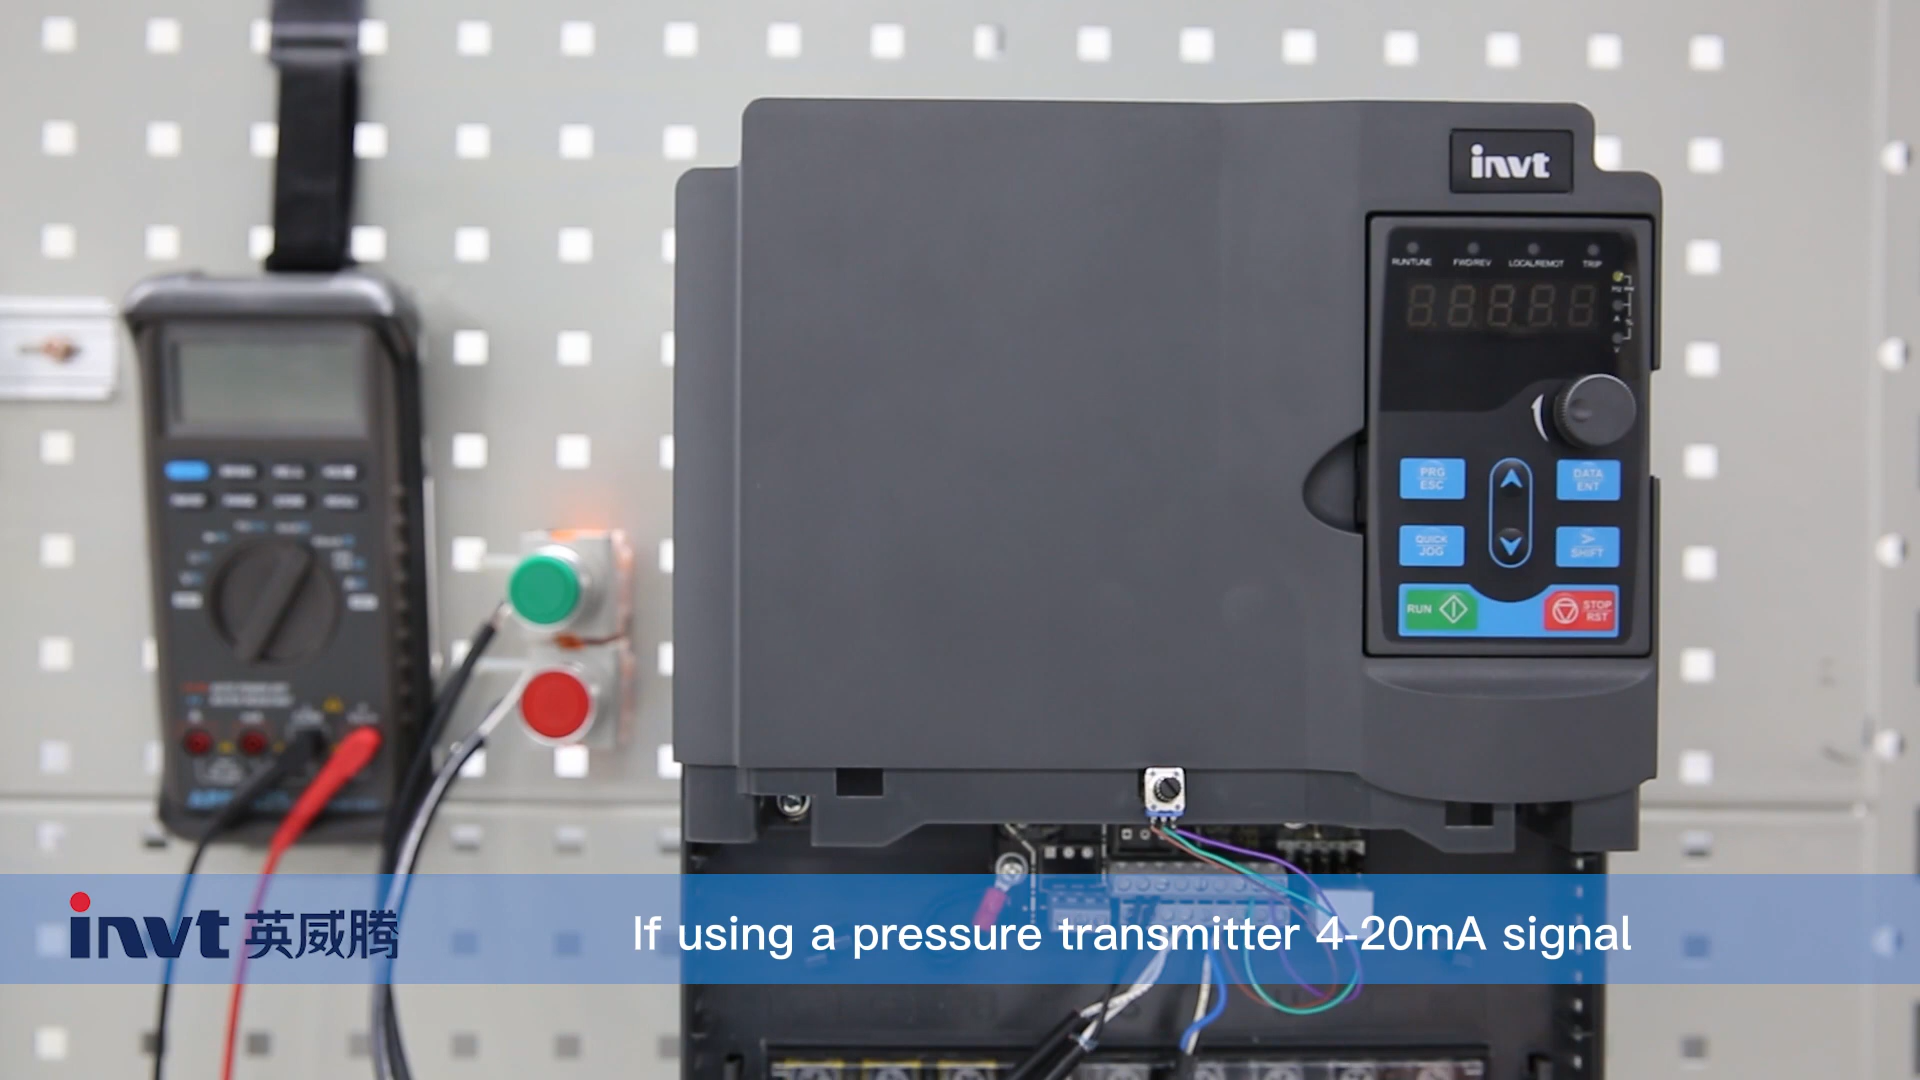 invt
RUN/TUNE FWD/REV LOCAL/REMOT TRIP
PRG
ESC
DATA
ENT
QUICK
JOG
SHIFT
RUN
STOP
RST
invt 英威腾
If using a pressure transmitter 4-20mA signal